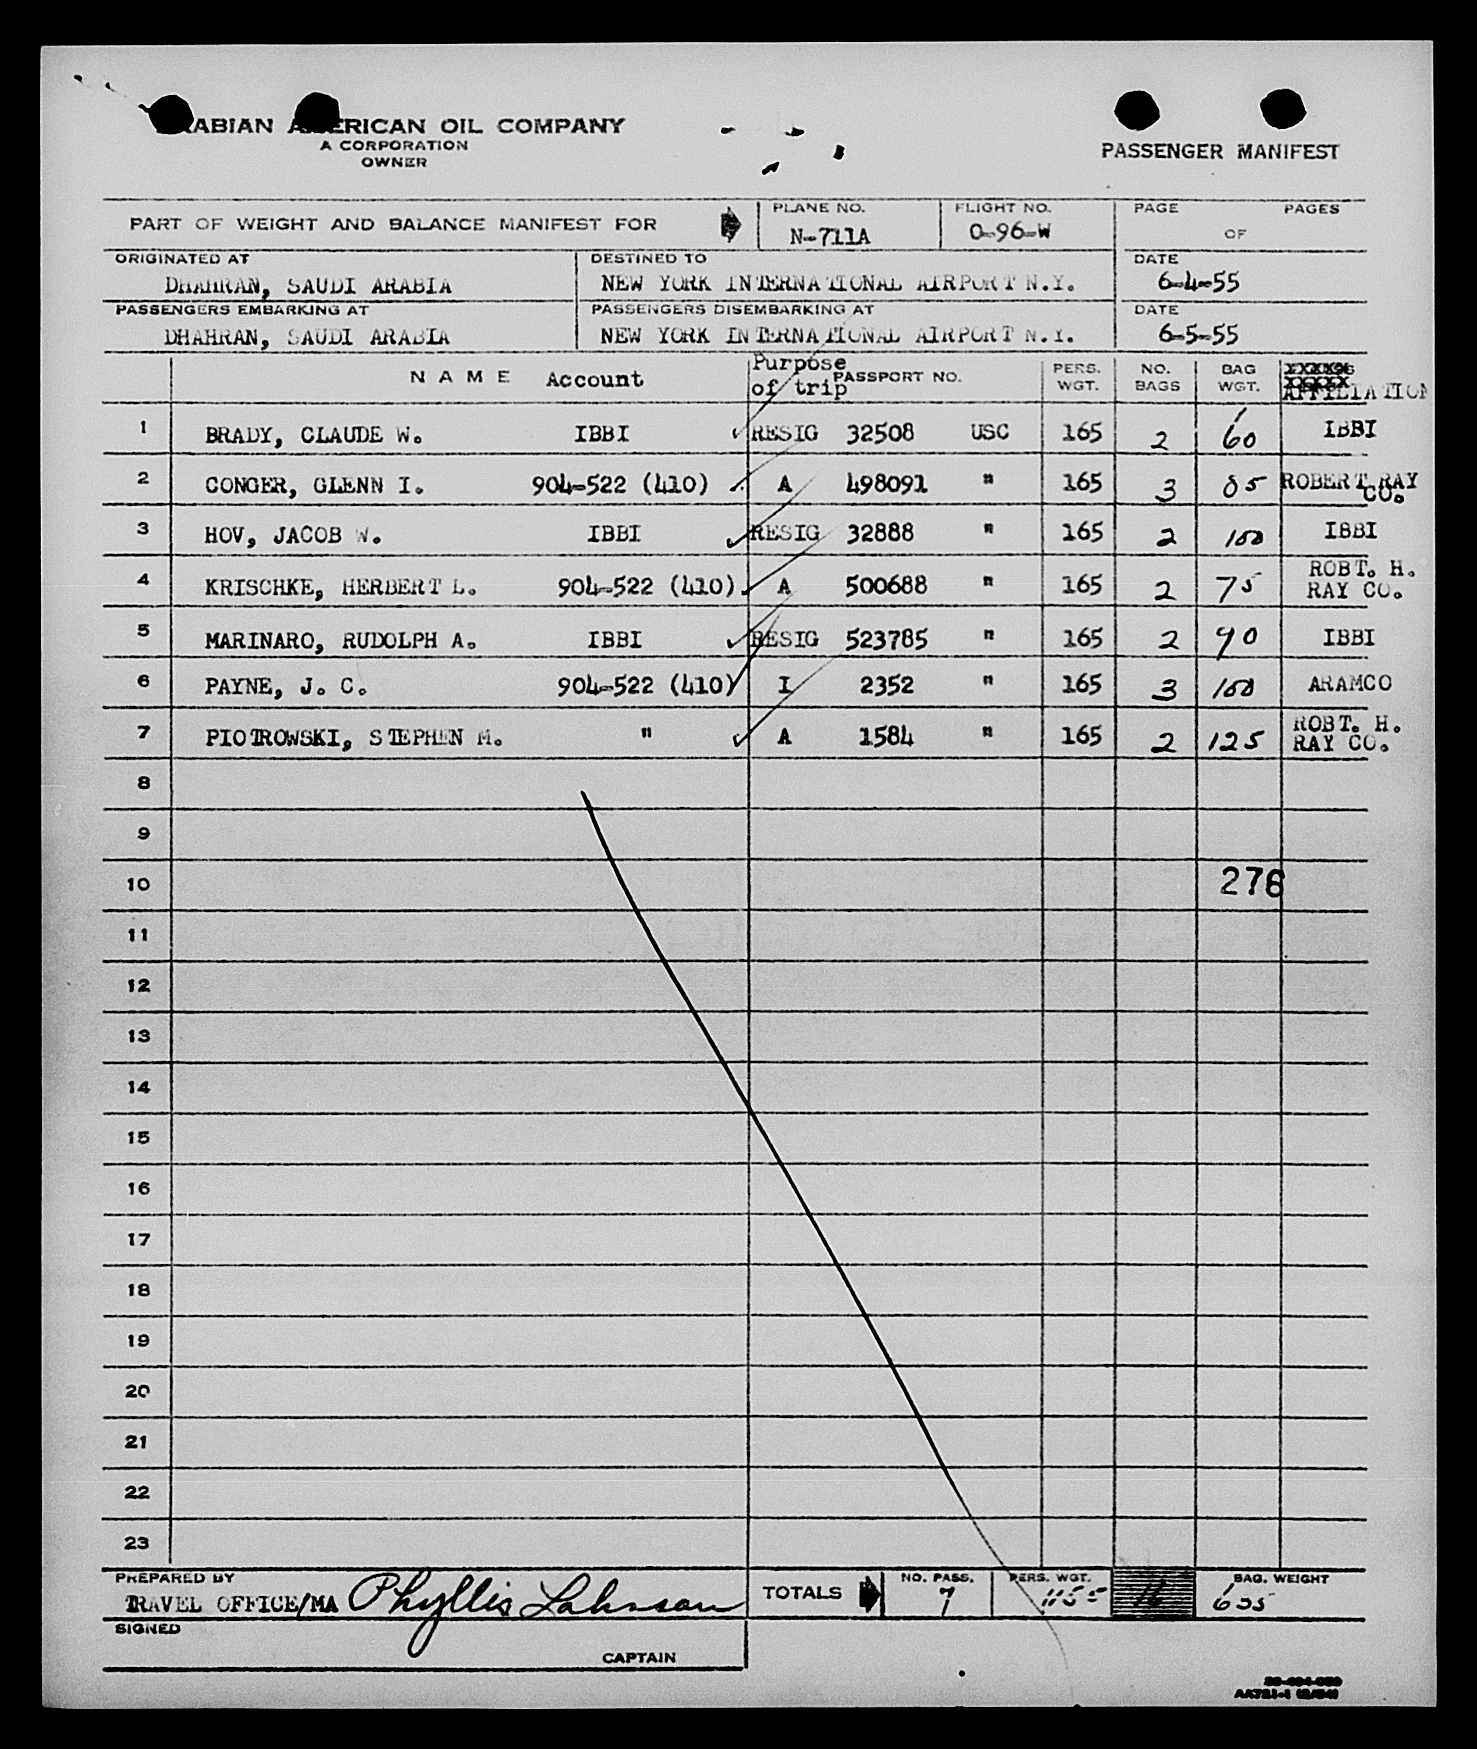 ARABIAN AMERICAN OIL COMPANY
A CORPORATION
OWNER
PASSENGER MANIFEST
PART OF WEIGHT AND BALANCE MANIFEST FOR
PLANE NO. N-711A
FLIGHT NO. O-96-W
PAGE OF PAGES
ORIGINATED AT DHAHRAN, SAUDI ARABIA
DESTINED TO NEW YORK INTERNATIONAL AIRPORT N.Y.
DATE 6-4-55
PASSENGERS EMBARKING AT DHAHRAN, SAUDI ARABIA
PASSENGERS DISEMBARKING AT NEW YORK INTERNATIONAL AIRPORT N.Y.
DATE 6-5-55
NAME Account Purpose of trip PASSPORT NO. PERS. WGT. NO. BAGS BAG WGT. AFFILIATION
1 BRADY, CLAUDE W. IBBI RESIG 32508 USC 165 2 60 IBBI
2 CONGER, GLENN I. 904-522 (410) A 498091 " 165 3 85 ROBERT RAY CO.
3 HOV, JACOB W. IBBI RESIG 32888 " 165 2 100 IBBI
4 KRISCHKE, HERBERT L. 904-522 (410) A 500688 " 165 2 75 ROBT. H. RAY CO.
5 MARINARO, RUDOLPH A. IBBI RESIG 523785 " 165 2 90 IBBI
6 PAYNE, J. C. 904-522 (410) I 2352 " 165 3 100 ARAMCO
7 PIOTROWSKI, STEPHEN M. " A 1584 " 165 2 125 ROBT. H. RAY CO.
8
9
10 276
11
12
13
14
15
16
17
18
19
20
21
22
23
PREPARED BY
TRAVEL OFFICE/MA Phyllis
TOTALS NO. PASS. 7 PERS. WGT. 1155 16 BAG. WEIGHT 635
SIGNED
CAPTAIN